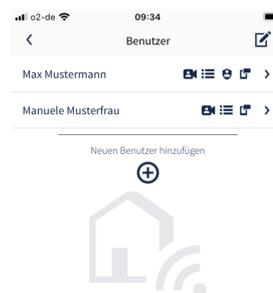 o2-de 09:34
Benutzer
Max Mustermann
Manuele Musterfrau
Neuen Benutzer hinzufügen